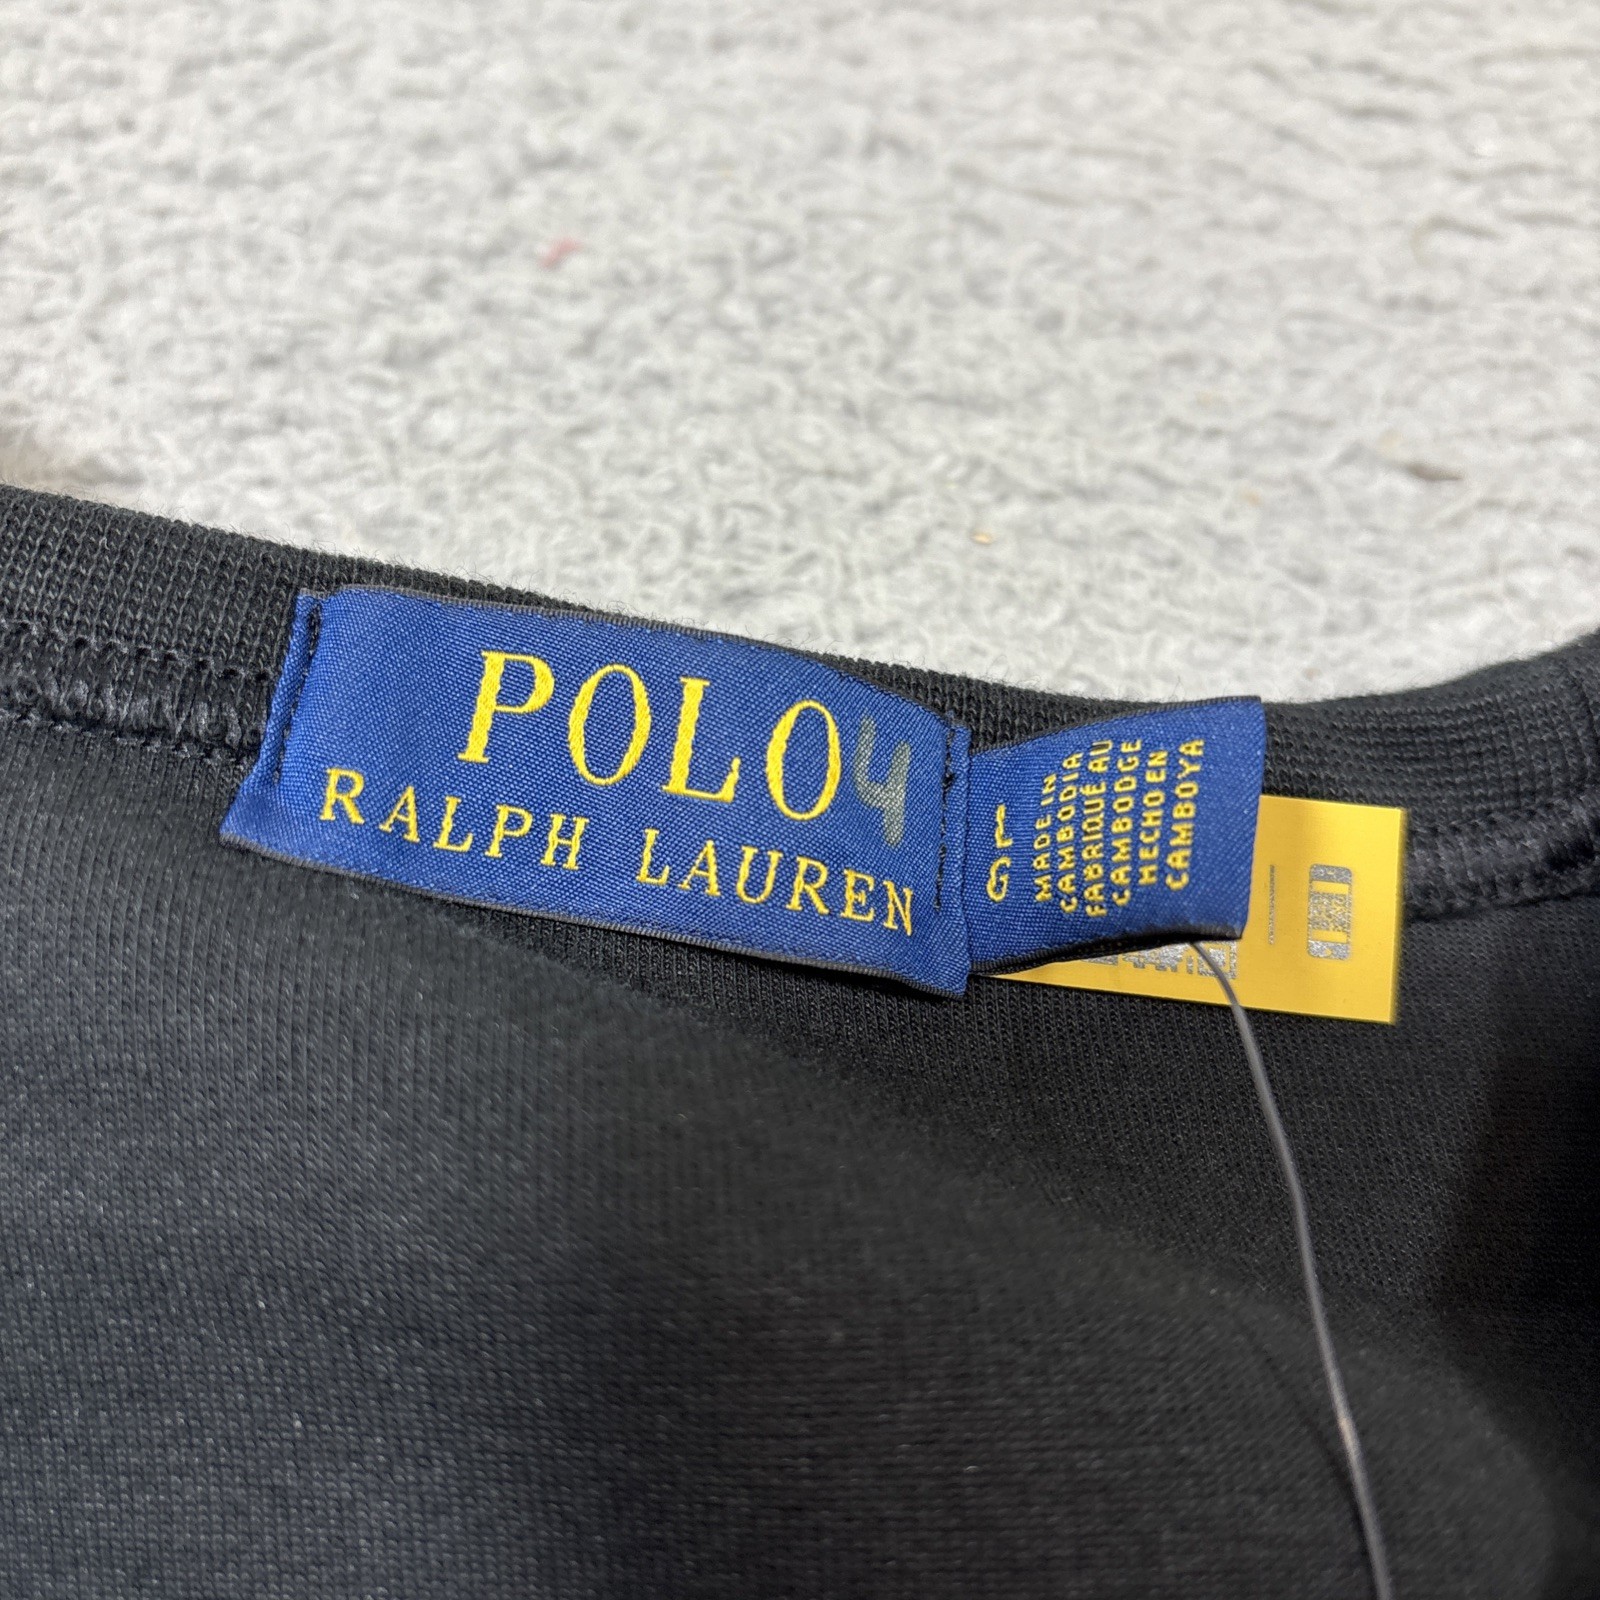 POLO
RALPH LAUREN
4
L
G
MADE IN
CAMBODIA
FABRIQUÉ AU
CAMBODGE
HECHO EN
CAMBOYA